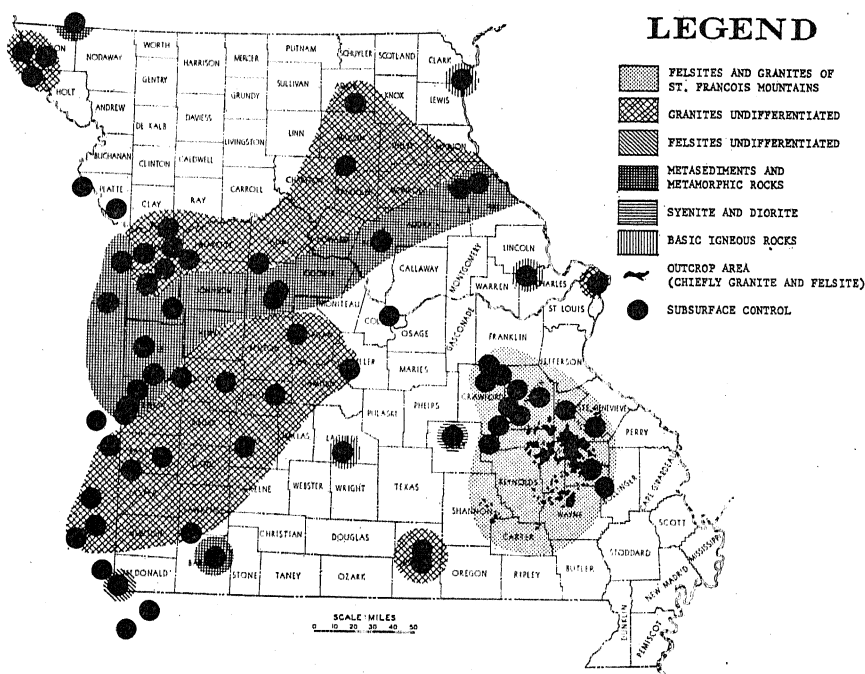 LEGEND
FELSITES AND GRANITES OF
ST. FRANCOIS MOUNTAINS
GRANITES UNDIFFERENTIATED
FELSITES UNDIFFERENTIATED
METASEDIMENTS AND
METAMORPHIC ROCKS
SYENITE AND DIORITE
BASIC IGNEOUS ROCKS
OUTCROP AREA
(CHIEFLY GRANITE AND FELSITE)
SUBSURFACE CONTROL
NODAWAY
WORTH
HARRISON
MERCER
PUTNAM
SCHUYLER
SCOTLAND
CLARK
HOLT
GENTRY
SULLIVAN
KNOX
LEWIS
ANDREW
GRUNDY
DAVIESS
DE KALB
LINN
LIVINGSTON
BUCHANAN
CLINTON
CALDWELL
PLATTE
CLAY
RAY
CARROLL
LINCOLN
CALLAWAY
MONTGOMERY
WARREN
ST LOUIS
JOHNSON
COOPER
MONITEAU
OSAGE
GASCONADE
FRANKLIN
JEFFERSON
MARIES
CRAWFORD
PHELPS
PULASKI
STE. GENEVIEVE
PERRY
WEBSTER
WRIGHT
TEXAS
REYNOLDS
SHANNON
WAYNE
CAPE GIRARDEAU
SCOTT
CHRISTIAN
DOUGLAS
CARTER
STODDARD
MISSISSIPPI
STONE
TANEY
OZARK
OREGON
RIPLEY
BUTLER
NEW MADRID
DUNKLIN
PEMISCOT
SCALE MILES
0 10 20 30 40 50